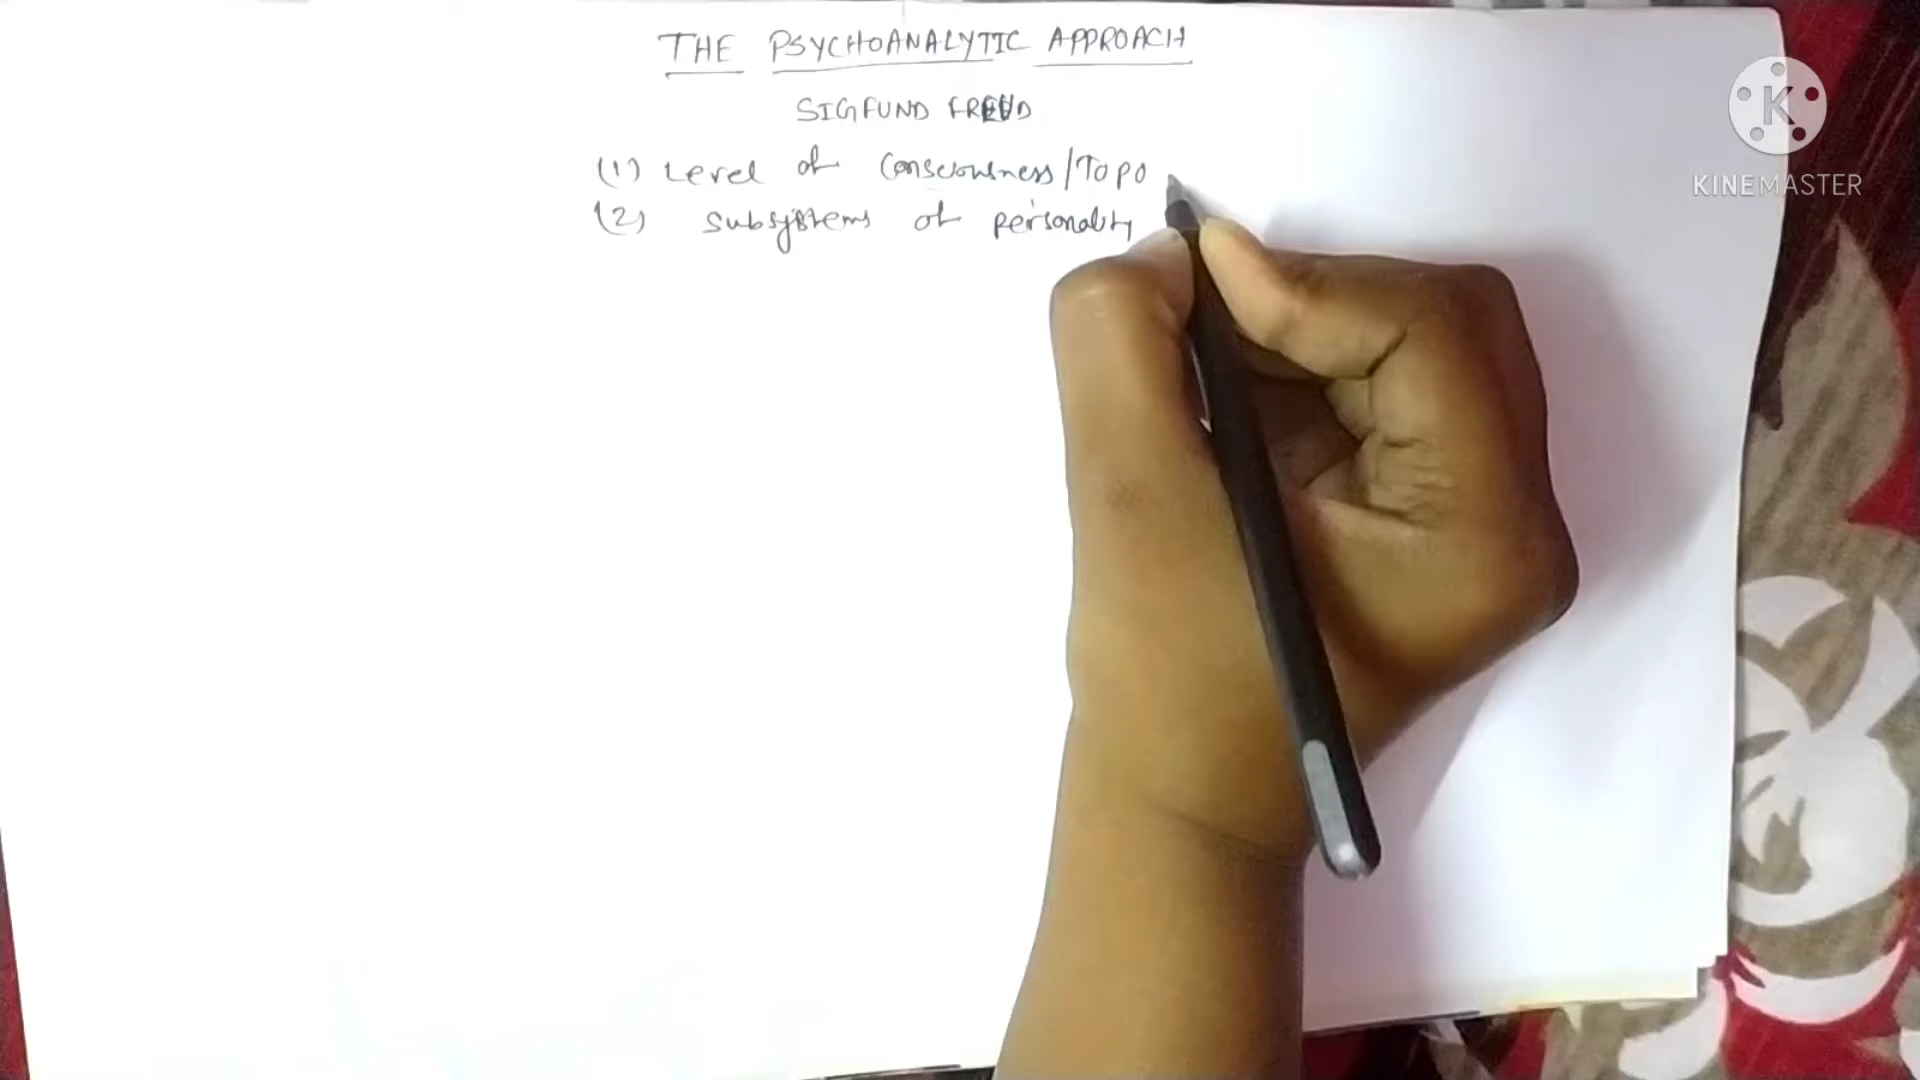 THE PSYCHOANALYTIC APPROACH
SIGFUND FREUD
(1) Level of Consciousness/Topo
(2) Subsystems of personality
K
KINEMASTER